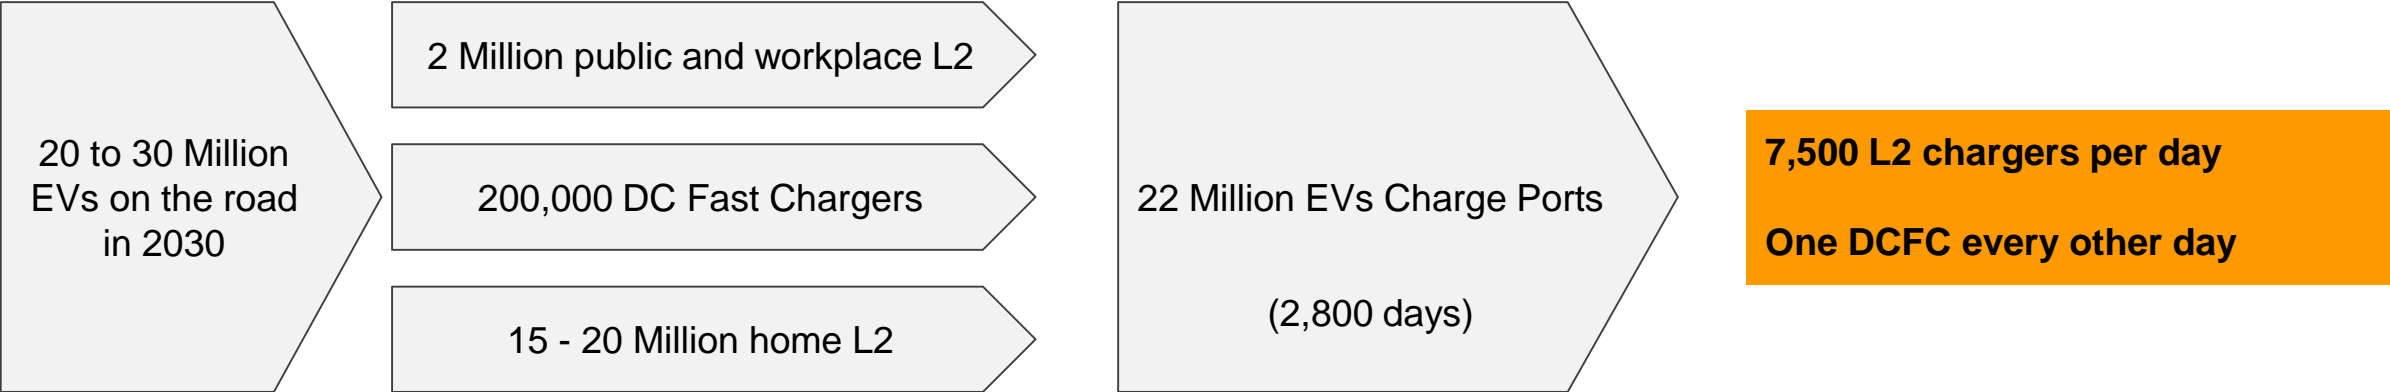 20 to 30 Million
EVs on the road
in 2030
2 Million public and workplace L2
200,000 DC Fast Chargers
15 - 20 Million home L2
22 Million EVs Charge Ports
(2,800 days)
7,500 L2 chargers per day
One DCFC every other day